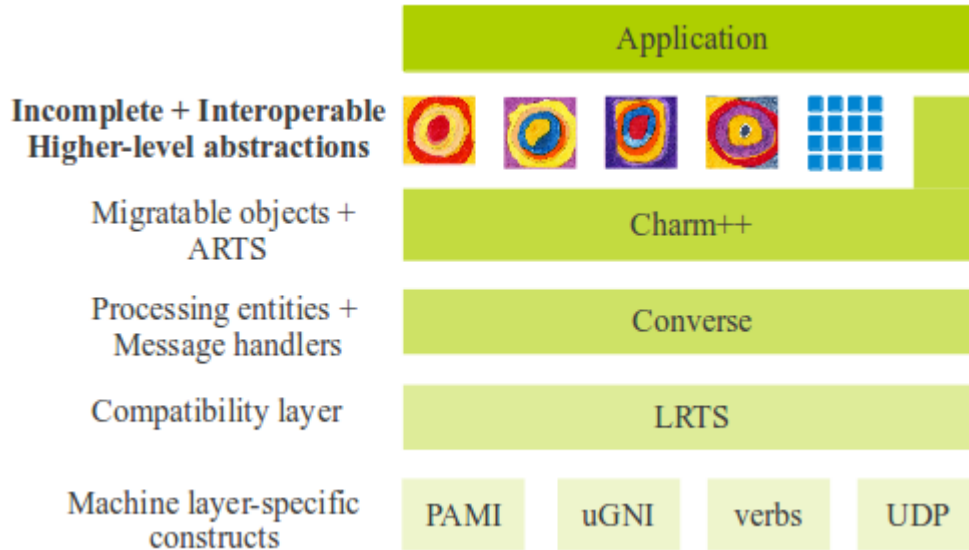 Application
Incomplete + Interoperable
Higher-level abstractions
Migratable objects +
ARTS
Charm++
Processing entities +
Message handlers
Converse
Compatibility layer
LRTS
Machine layer-specific
constructs
PAMI
uGNI
verbs
UDP